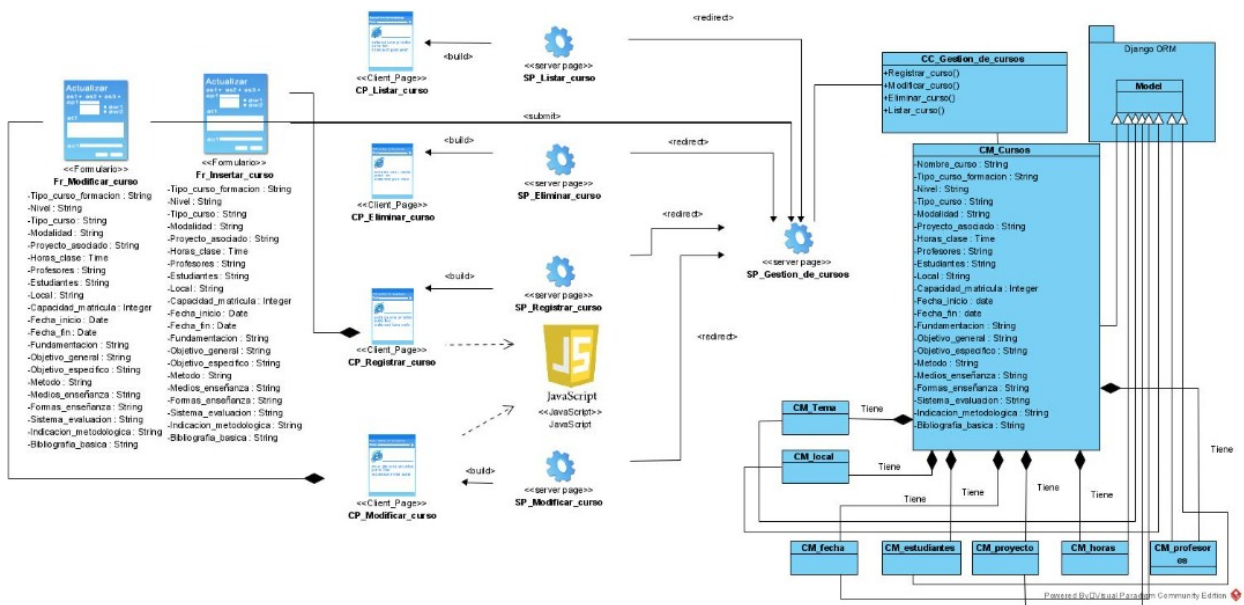 <redirect>
<build>
<<Client_Page>>
CP_Listar_curso
<<server page>>
SP_Listar_curso
<submit>
Actualizar
Actualizar
<<Formulario>>
Fr_Modificar_curso
-Tipo_curso_formacion : String
-Nivel : String
-Tipo_curso : String
-Modalidad : String
-Proyecto_asociado : String
-Horas_clase : Time
-Profesores : String
-Estudiantes : String
-Local : String
-Capacidad_matricula : Integer
-Fecha_inicio : Date
-Fecha_fin : Date
-Fundamentacion : String
-Objetivo_general : String
-Objetivo_especifico : String
-Metodo : String
-Medios_enseñanza : String
-Formas_enseñanza : String
-Sistema_evaluacion : String
-Indicacion_metodologica : String
-Bibliografia_basica : String
<<Formulario>>
Fr_Insertar_curso
-Tipo_curso_formacion : String
-Nivel : String
-Tipo_curso : String
-Modalidad : String
-Proyecto_asociado : String
-Horas_clase : Time
-Profesores : String
-Estudiantes : String
-Local : String
-Capacidad_matricula : Integer
-Fecha_inicio : Date
-Fecha_fin : Date
-Fundamentacion : String
-Objetivo_general : String
-Objetivo_especifico : String
-Metodo : String
-Medios_enseñanza : String
-Formas_enseñanza : String
-Sistema_evaluacion : String
-Indicacion_metodologica : String
-Bibliografia_basica : String
<build>
<redirect>
<<Client_Page>>
CP_Eliminar_curso
<<server page>>
SP_Eliminar_curso
<redirect>
<<server page>>
SP_Gestion_de_cursos
<build>
<<Client_Page>>
CP_Registrar_curso
<<server page>>
SP_Registrar_curso
<redirect>
JS
JavaScript
<<JavaScript>>
JavaScript
<build>
<<Client_Page>>
CP_Modificar_curso
<<server page>>
SP_Modificar_curso
CC_Gestion_de_cursos
+Registrar_curso()
+Modificar_curso()
+Eliminar_curso()
+Listar_curso()
Django ORM
Model
CM_Cursos
-Nombre_curso : String
-Tipo_curso_formacion : String
-Nivel : String
-Tipo_curso : String
-Modalidad : String
-Proyecto_asociado : String
-Horas_clase : Time
-Profesores : String
-Estudiantes : String
-Local : String
-Capacidad_matricula : Integer
-Fecha_inicio : date
-Fecha_fin : date
-Fundamentacion : String
-Objetivo_general : String
-Objetivo_especifico : String
-Metodo : String
-Medios_enseñanza : String
-Formas_enseñanza : String
-Sistema_evaluacion : String
-Indicacion_metodologica : String
-Bibliografia_basica : String
CM_Tema
Tiene
CM_local
Tiene
Tiene
Tiene
Tiene
Tiene
Tiene
CM_fecha
CM_estudiantes
CM_proyecto
CM_horas
CM_profesor
es
Powered By Visual Paradigm Community Edition